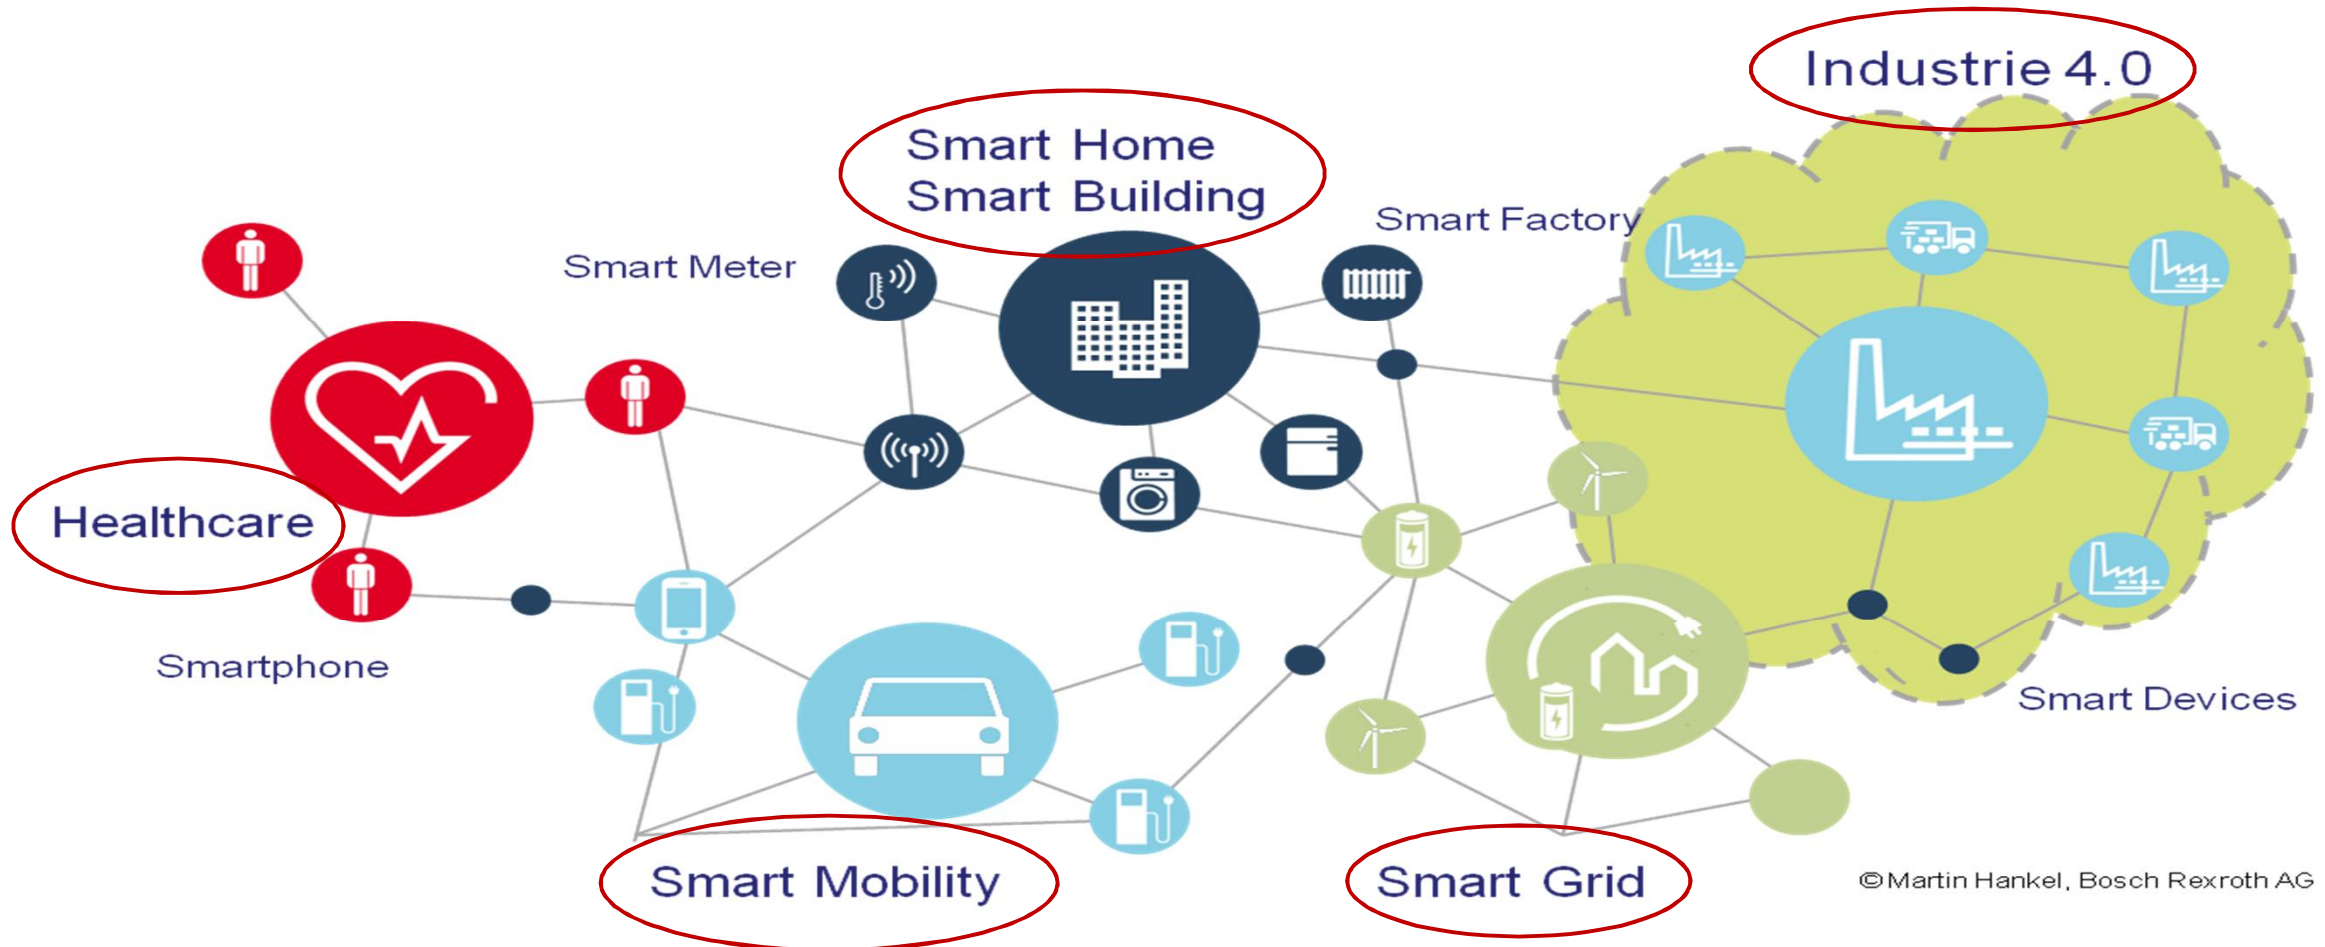 Industrie 4.0
Smart Home
Smart Building
Smart Factory
Smart Meter
Healthcare
Smartphone
Smart Devices
Smart Mobility
Smart Grid
©Martin Hankel, Bosch Rexroth AG